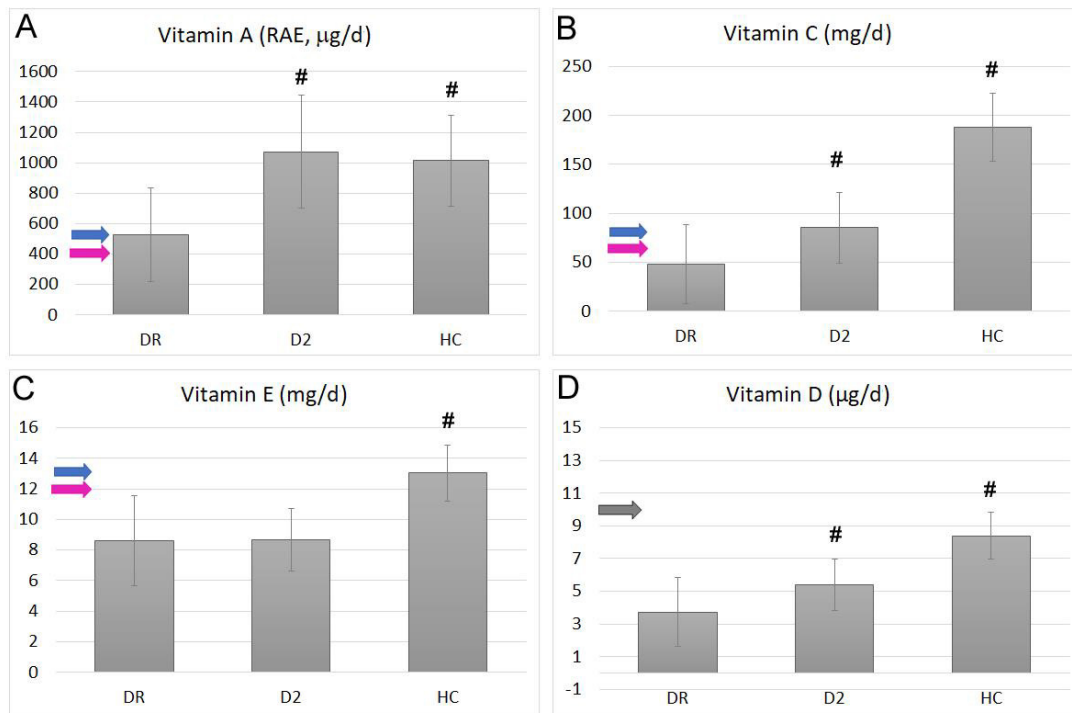 A
Vitamin A (RAE, µg/d)
1600
1400
1200
1000
800
600
400
200
0
#
#
DR
D2
HC
B
Vitamin C (mg/d)
250
200
150
100
50
0
#
#
DR
D2
HC
C
Vitamin E (mg/d)
16
14
12
10
8
6
4
2
0
#
DR
D2
HC
D
Vitamin D (µg/d)
15
13
11
9
7
5
3
1
-1
#
#
DR
D2
HC